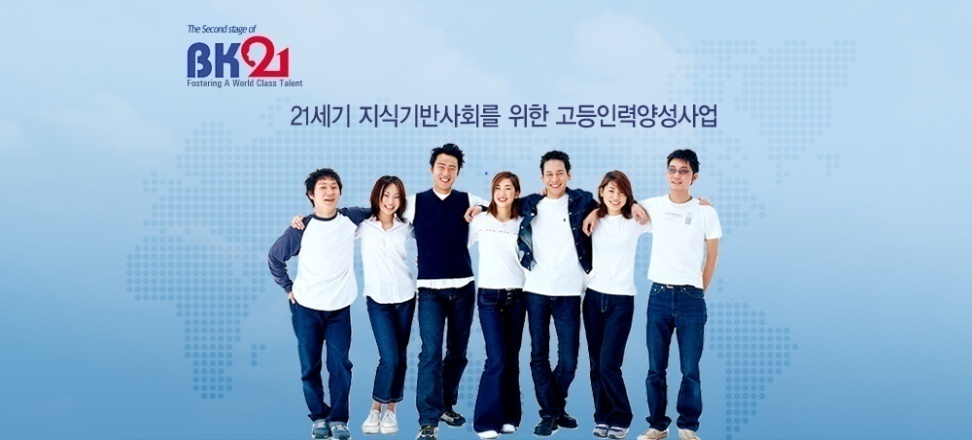 The Second stage of
BK21
Fostering A World Class Talent
21세기 지식기반사회를 위한 고등인력양성사업